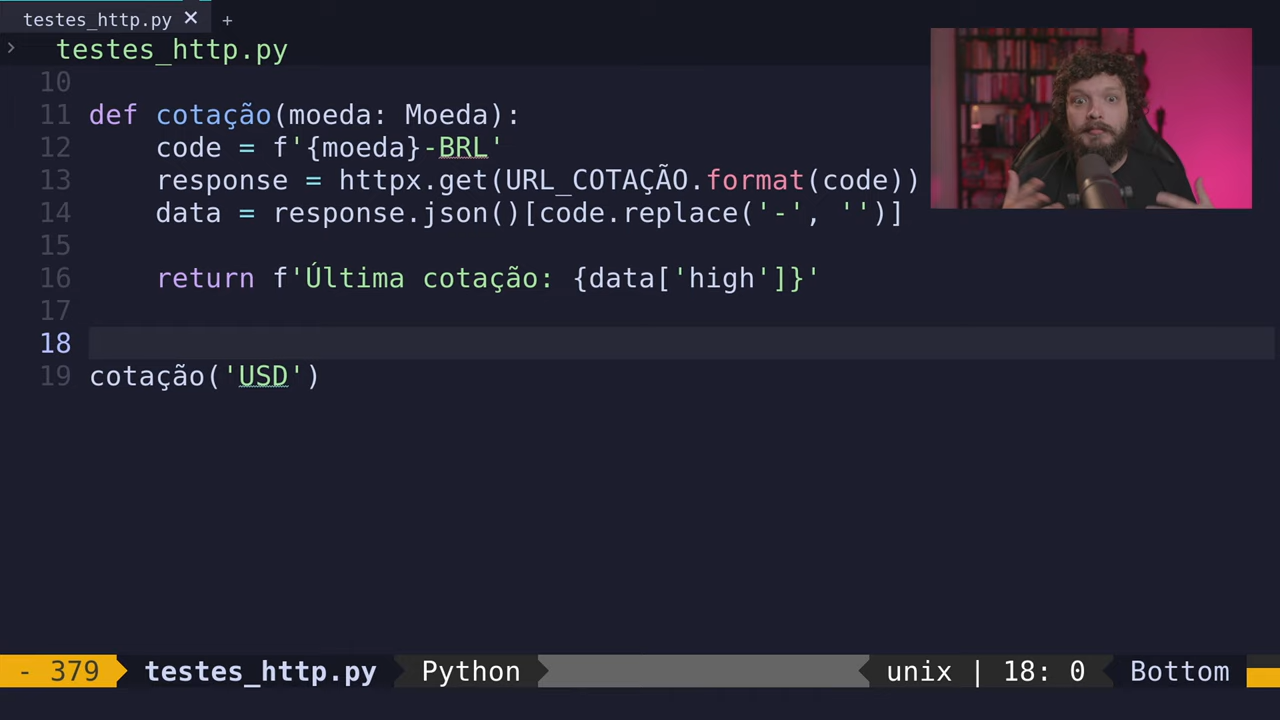 testes_http.py ✕ +
› testes_http.py
10
11 def cotação(moeda: Moeda):
12     code = f'{moeda}-BRL'
13     response = httpx.get(URL_COTAÇÃO.format(code))
14     data = response.json()[code.replace('-', '')]
15
16     return f'Última cotação: {data['high']}'
17
18
19 cotação('USD')
- 379 testes_http.py Python unix | 18: 0 Bottom